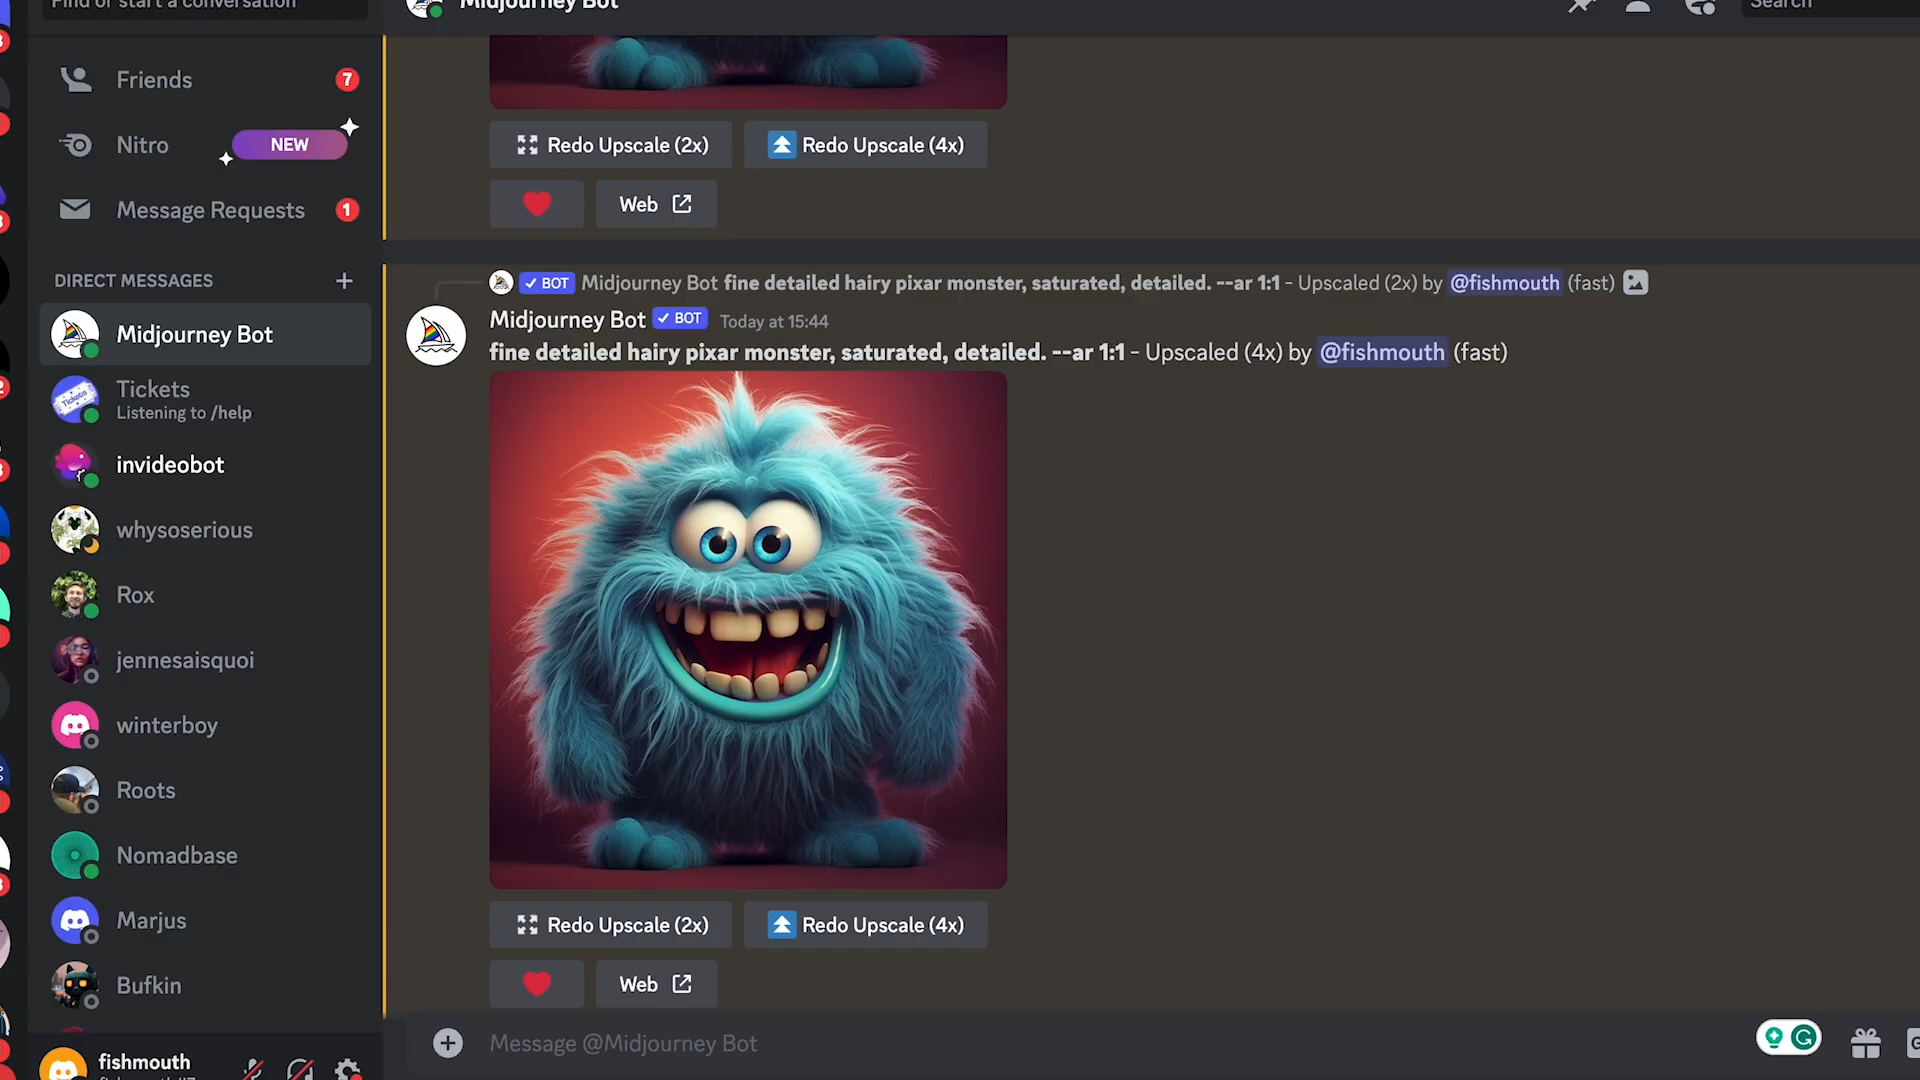 Find or start a conversation
Midjourney Bot
Search
Friends
7
Nitro
NEW
Message Requests
1
DIRECT MESSAGES
Midjourney Bot
Tickets
Listening to /help
invideobot
whysoserious
Rox
jennesaisquoi
winterboy
Roots
Nomadbase
Marjus
Bufkin
fishmouth
Redo Upscale (2x)
Redo Upscale (4x)
Web
BOT Midjourney Bot fine detailed hairy pixar monster, saturated, detailed. --ar 1:1 - Upscaled (2x) by @fishmouth (fast)
Midjourney Bot BOT Today at 15:44
fine detailed hairy pixar monster, saturated, detailed. --ar 1:1 - Upscaled (4x) by @fishmouth (fast)
Redo Upscale (2x)
Redo Upscale (4x)
Web
Message @Midjourney Bot